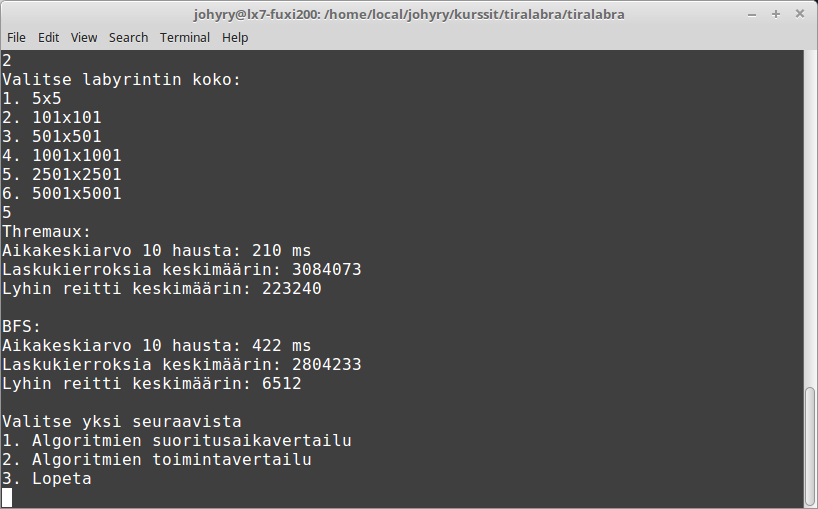 johyry@lx7-fuxi200: /home/local/johyry/kurssit/tiralabra/tiralabra
File Edit View Search Terminal Help
2
Valitse labyrintin koko:
1. 5x5
2. 101x101
3. 501x501
4. 1001x1001
5. 2501x2501
6. 5001x5001
5
Thremaux:
Aikakeskiarvo 10 hausta: 210 ms
Laskukierroksia keskimäärin: 3084073
Lyhin reitti keskimäärin: 223240
BFS:
Aikakeskiarvo 10 hausta: 422 ms
Laskukierroksia keskimäärin: 2804233
Lyhin reitti keskimäärin: 6512
Valitse yksi seuraavista
1. Algoritmien suoritusaikavertailu
2. Algoritmien toimintavertailu
3. Lopeta